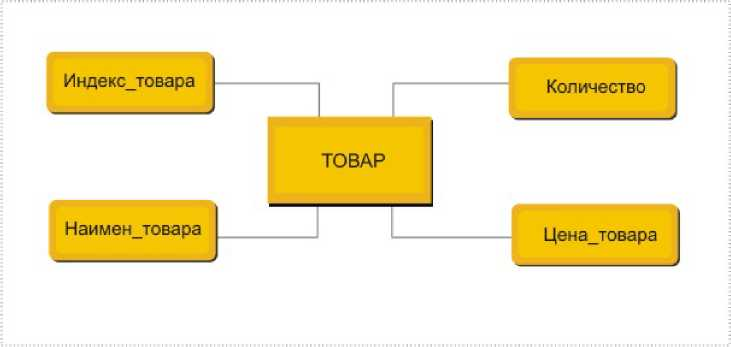 Индекс_товара
Количество
ТОВАР
Наимен_товара
Цена_товара